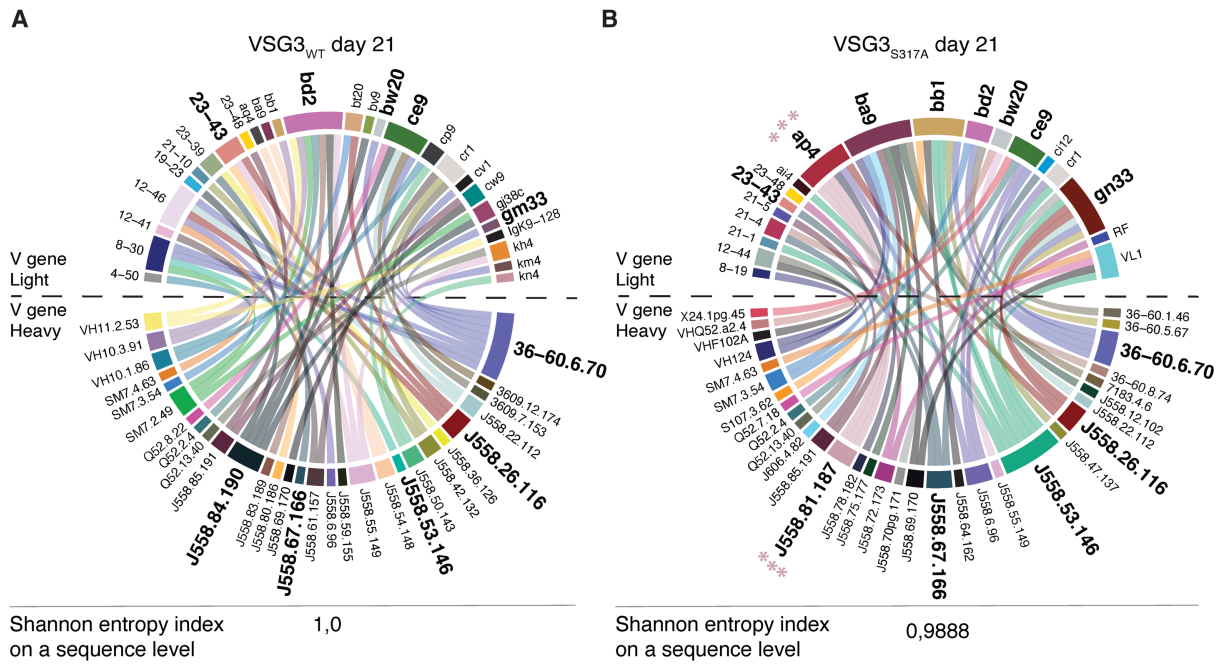 A
VSG3WT day 21
23–43
23–48
aq4
ba9
bb1
bd2
bt20
bv9
bw20
ce9
cp9
cr1
cv1
cw9
gj38c
gm33
IgK9–128
kh4
km4
kn4
23–39
21–10
19–23
12–46
12–41
8–30
4–50
V gene
Light
V gene
Heavy
VH11.2.53
VH10.3.91
VH10.1.86
SM7.4.63
SM7.3.54
SM7.2.49
Q52.8.22
Q52.2.4
Q52.13.40
J558.85.191
J558.84.190
J558.83.189
J558.80.186
J558.69.170
J558.67.166
J558.61.157
J558.6.96
J558.59.155
J558.55.149
J558.54.148
J558.53.146
J558.50.143
J558.42.132
J558.36.126
J558.26.116
J558.22.112
3609.7.153
3609.12.174
36–60.6.70
Shannon entropy index
on a sequence level
1,0
B
VSG3S317A day 21
***
ap4
ba9
bb1
bd2
bw20
ce9
ci12
cr1
gn33
RF
VL1
ai4
23–48
23–43
21–5
21–4
21–1
12–44
8–19
V gene
Light
V gene
Heavy
X24.1pg.45
VHQ52.a2.4
VHF102A
VH124
SM7.4.63
SM7.3.54
S107.3.62
Q52.7.18
Q52.2.4
Q52.13.40
J606.4.82
J558.85.191
J558.81.187
***
J558.78.182
J558.75.177
J558.72.173
J558.70pg.171
J558.69.170
J558.67.166
J558.64.162
J558.6.96
J558.55.149
J558.53.146
J558.47.137
J558.26.116
J558.22.112
J558.12.102
7183.4.6
36–60.8.74
36–60.6.70
36–60.5.67
36–60.1.46
Shannon entropy index
on a sequence level
0,9888